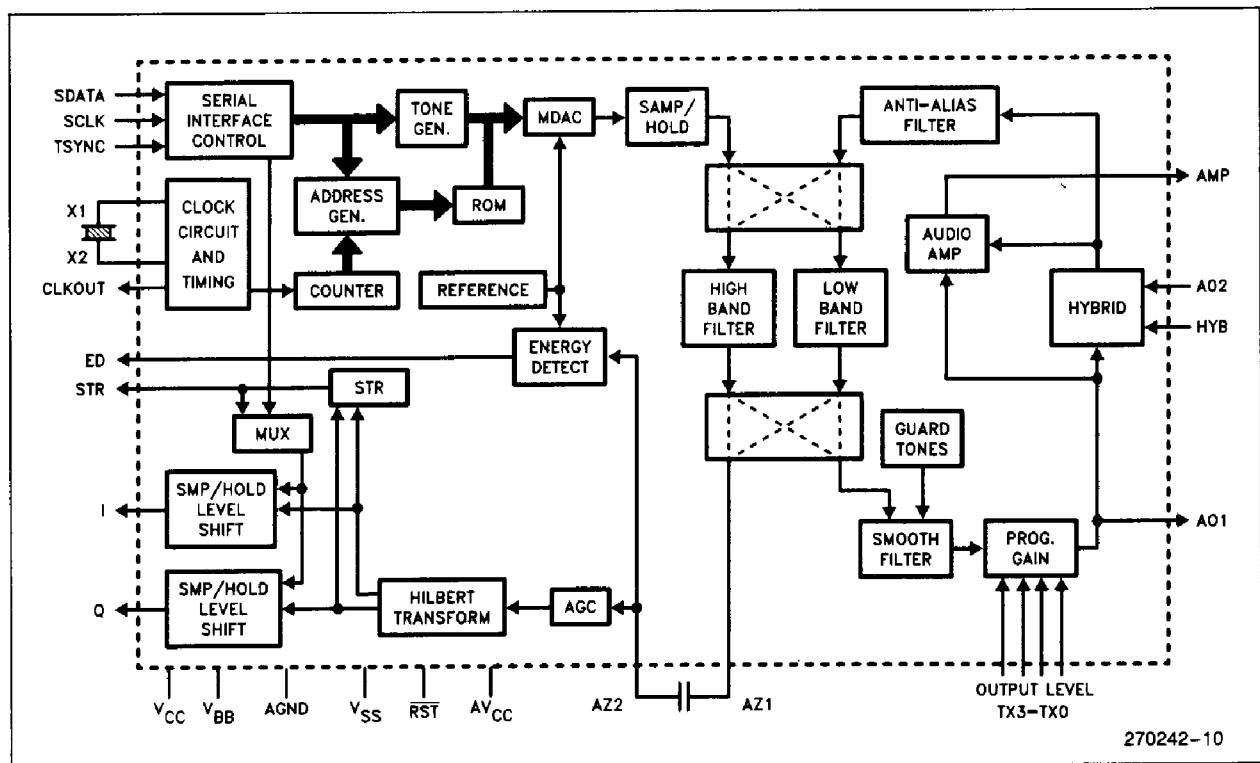 SDATA
SCLK
TSYNC
SERIAL
INTERFACE
CONTROL
TONE
GEN.
MDAC
SAMP/
HOLD
ANTI-ALIAS
FILTER
AMP
X1
X2
CLKOUT
CLOCK
CIRCUIT
AND
TIMING
ADDRESS
GEN.
ROM
COUNTER
REFERENCE
AUDIO
AMP
HIGH
BAND
FILTER
LOW
BAND
FILTER
HYBRID
AO2
HYB
ED
ENERGY
DETECT
STR
STR
MUX
GUARD
TONES
I
SMP/HOLD
LEVEL
SHIFT
SMOOTH
FILTER
PROG.
GAIN
AO1
Q
SMP/HOLD
LEVEL
SHIFT
HILBERT
TRANSFORM
AGC
VCC
VBB
AGND
VSS
RST
AVCC
AZ2
AZ1
OUTPUT LEVEL
TX3-TX0
270242-10